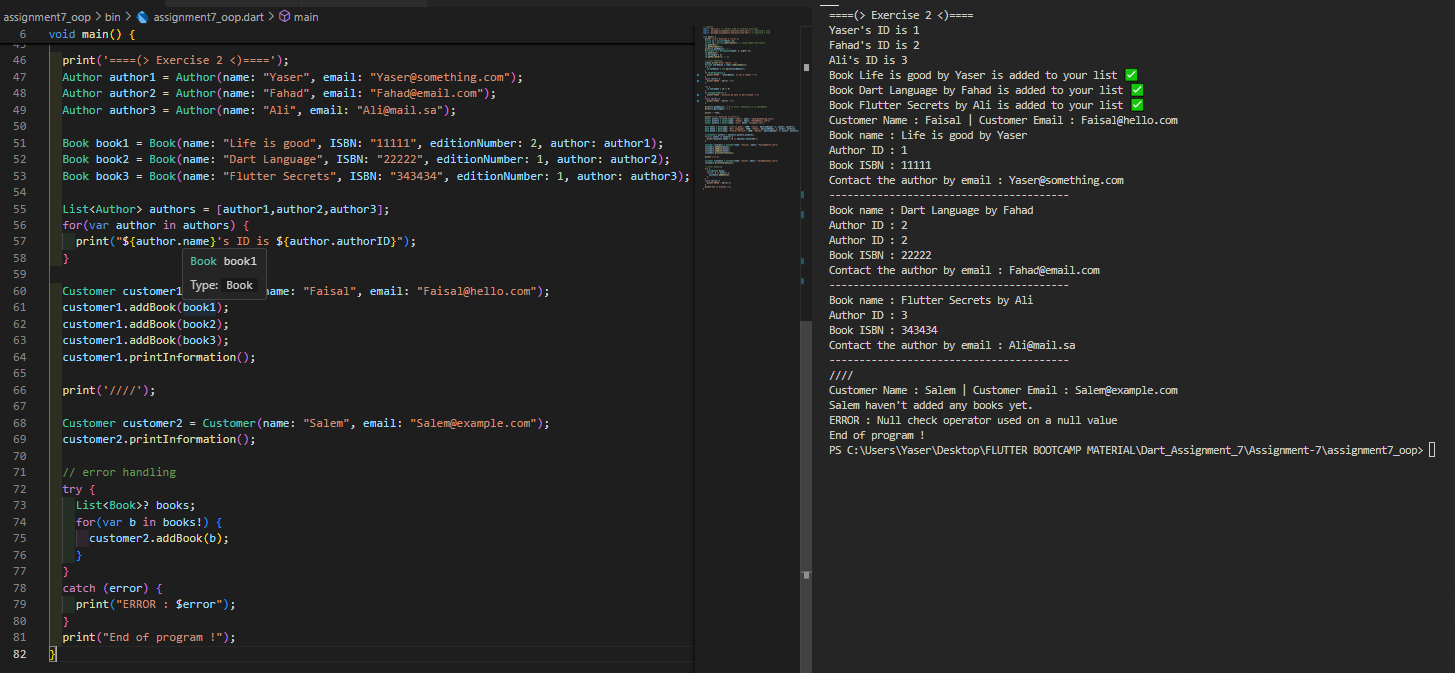 assignment7_oop > bin > assignment7_oop.dart > main
6 void main() {
45
46 print('====(> Exercise 2 <)====');
47 Author author1 = Author(name: "Yaser", email: "Yaser@something.com");
48 Author author2 = Author(name: "Fahad", email: "Fahad@email.com");
49 Author author3 = Author(name: "Ali", email: "Ali@mail.sa");
50
51 Book book1 = Book(name: "Life is good", ISBN: "11111", editionNumber: 2, author: author1);
52 Book book2 = Book(name: "Dart Language", ISBN: "22222", editionNumber: 1, author: author2);
53 Book book3 = Book(name: "Flutter Secrets", ISBN: "343434", editionNumber: 1, author: author3);
54
55 List<Author> authors = [author1,author2,author3];
56 for(var author in authors) {
57 print("${author.name}'s ID is ${author.authorID}");
58 }
Book book1
59
Type: Book
60 Customer customer1 name: "Faisal", email: "Faisal@hello.com");
61 customer1.addBook(book1);
62 customer1.addBook(book2);
63 customer1.addBook(book3);
64 customer1.printInformation();
65
66 print('////');
67
68 Customer customer2 = Customer(name: "Salem", email: "Salem@example.com");
69 customer2.printInformation();
70
71 // error handling
72 try {
73 List<Book>? books;
74 for(var b in books!) {
75 customer2.addBook(b);
76 }
77 }
78 catch (error) {
79 print("ERROR : $error");
80 }
81 print("End of program !");
82 }
====(> Exercise 2 <)====
Yaser's ID is 1
Fahad's ID is 2
Ali's ID is 3
Book Life is good by Yaser is added to your list ✅
Book Dart Language by Fahad is added to your list ✅
Book Flutter Secrets by Ali is added to your list ✅
Customer Name : Faisal | Customer Email : Faisal@hello.com
Book name : Life is good by Yaser
Author ID : 1
Book ISBN : 11111
Contact the author by email : Yaser@something.com
----------------------------------------
Book name : Dart Language by Fahad
Author ID : 2
Author ID : 2
Book ISBN : 22222
Contact the author by email : Fahad@email.com
----------------------------------------
Book name : Flutter Secrets by Ali
Author ID : 3
Book ISBN : 343434
Contact the author by email : Ali@mail.sa
----------------------------------------
////
Customer Name : Salem | Customer Email : Salem@example.com
Salem haven't added any books yet.
ERROR : Null check operator used on a null value
End of program !
PS C:\Users\Yaser\Desktop\FLUTTER BOOTCAMP MATERIAL\Dart_Assignment_7\Assignment-7\assignment7_oop>